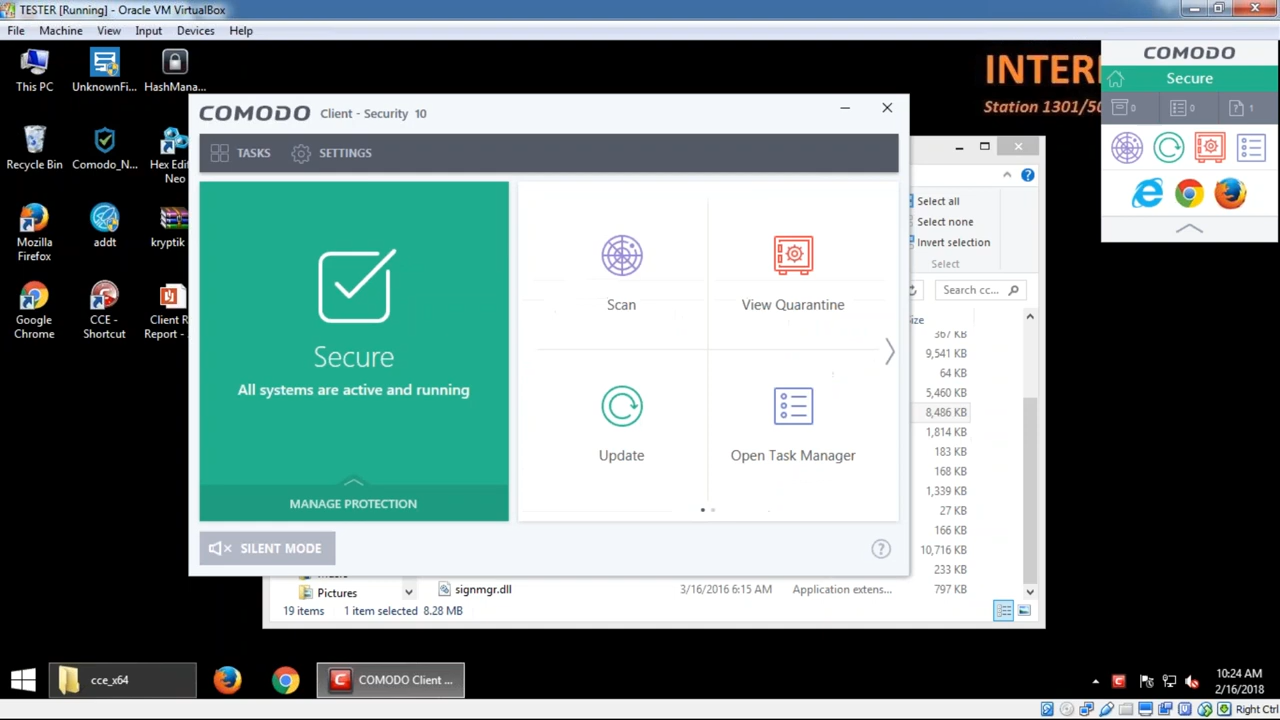 TESTER [Running] - Oracle VM VirtualBox
File Machine View Input Devices Help
This PC
UnknownFi...
HashMana...
Recycle Bin
Comodo_N...
Hex Edit
Neo
Mozilla
Firefox
addt
kryptik
Google
Chrome
CCE -
Shortcut
Client R
Report -
INTER
Station 1301/50
COMODO
Secure
0
0
1
COMODO Client - Security 10
TASKS SETTINGS
Secure
All systems are active and running
MANAGE PROTECTION
Scan
View Quarantine
Update
Open Task Manager
SILENT MODE
?
Select all
Select none
Invert selection
Select
Search cc...
ize
367 KB
9,541 KB
64 KB
5,460 KB
8,486 KB
1,814 KB
183 KB
168 KB
1,339 KB
27 KB
166 KB
10,716 KB
233 KB
Pictures
signmgr.dll 3/16/2016 6:15 AM Application extens... 797 KB
19 items 1 item selected 8.28 MB
cce_x64
COMODO Client ...
10:24 AM
2/16/2018
Right Ctrl